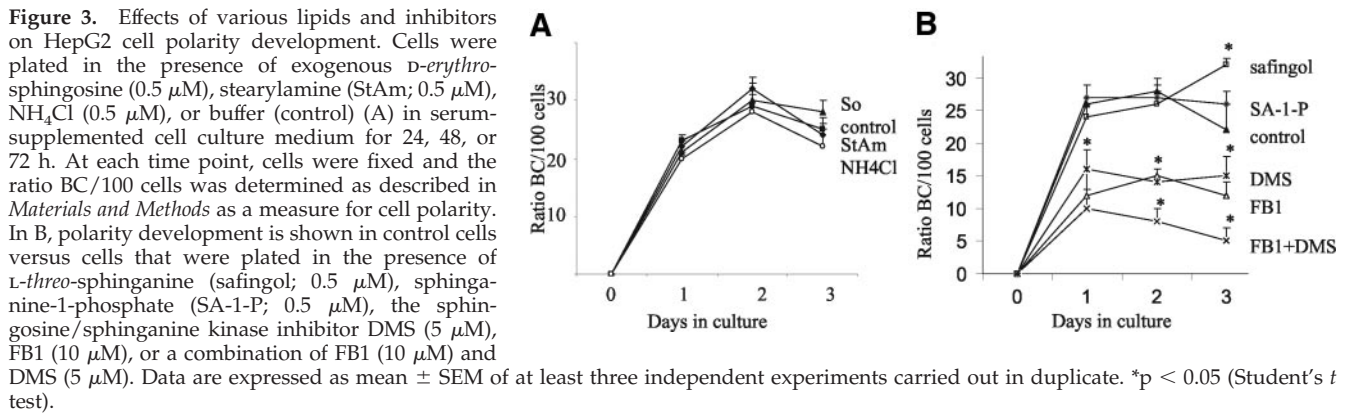 Figure 3. Effects of various lipids and inhibitors
on HepG2 cell polarity development. Cells were
plated in the presence of exogenous D-erythro-
sphingosine (0.5 μM), stearylamine (StAm; 0.5 μM),
NH₄Cl (0.5 μM), or buffer (control) (A) in serum-
supplemented cell culture medium for 24, 48, or
72 h. At each time point, cells were fixed and the
ratio BC/100 cells was determined as described in
Materials and Methods as a measure for cell polarity.
In B, polarity development is shown in control cells
versus cells that were plated in the presence of
L-threo-sphinganine (safingol; 0.5 μM), sphinga-
nine-1-phosphate (SA-1-P; 0.5 μM), the sphin-
gosine/sphinganine kinase inhibitor DMS (5 μM),
FB1 (10 μM), or a combination of FB1 (10 μM) and
DMS (5 μM). Data are expressed as mean ± SEM of at least three independent experiments carried out in duplicate. *p < 0.05 (Student's t
test).
A
Ratio BC/100 cells
30
20
10
0 1 2 3
Days in culture
So
control
StAm
NH4Cl
B
Ratio BC/100 cells
30
25
20
15
10
5
0
0 1 2 3
Days in culture
*
*
*
*
*
*
safingol
SA-1-P
control
DMS
FB1
FB1+DMS